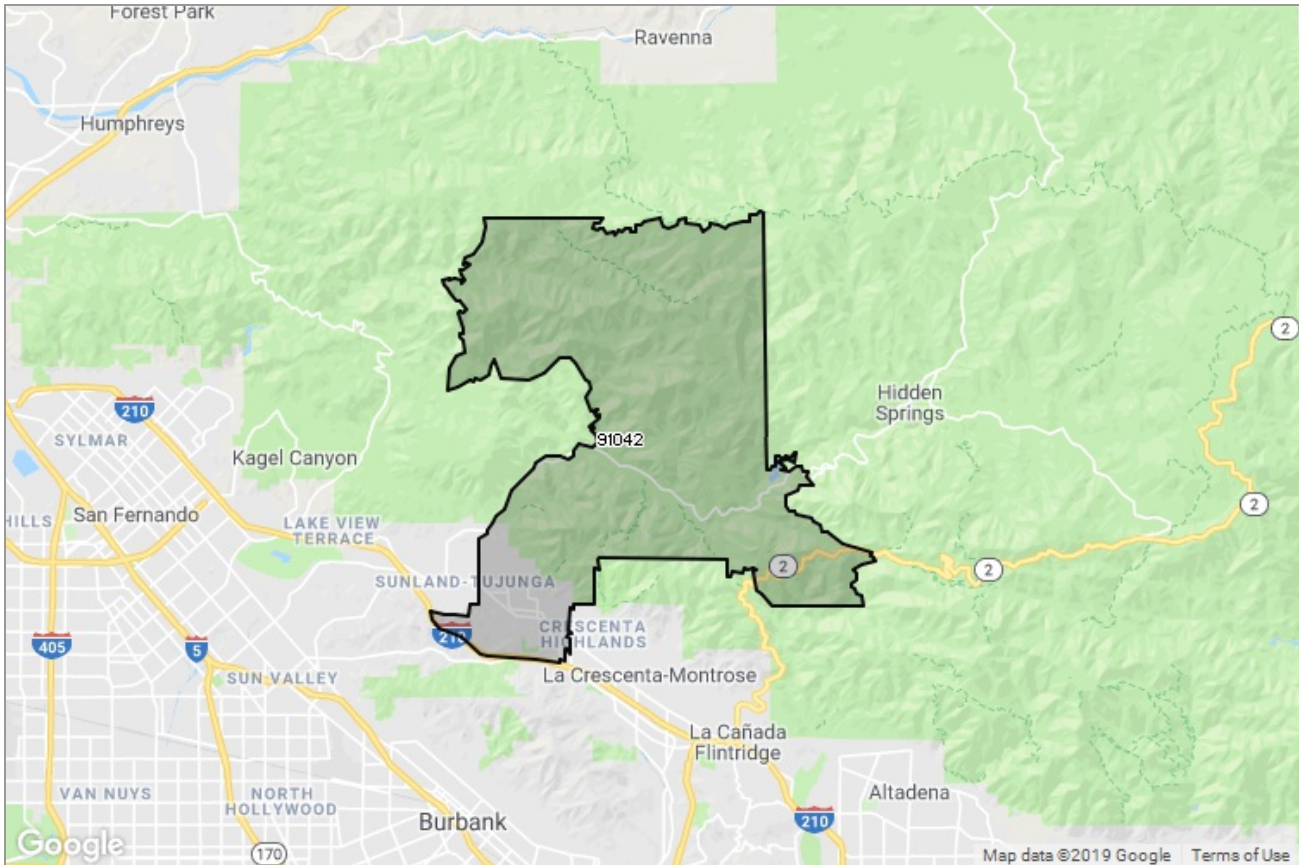 Forest Park
Ravenna
Humphreys
Hidden
Springs
2
210
SYLMAR
91042
Kagel Canyon
2
HILLS
San Fernando
LAKE VIEW
TERRACE
2
2
SUNLAND-TUJUNGA
210
CRESCENTA
HIGHLANDS
405
5
SUN VALLEY
La Crescenta-Montrose
La Cañada
Flintridge
VAN NUYS
NORTH
HOLLYWOOD
Altadena
Burbank
210
Google
170
Map data ©2019 Google
Terms of Use